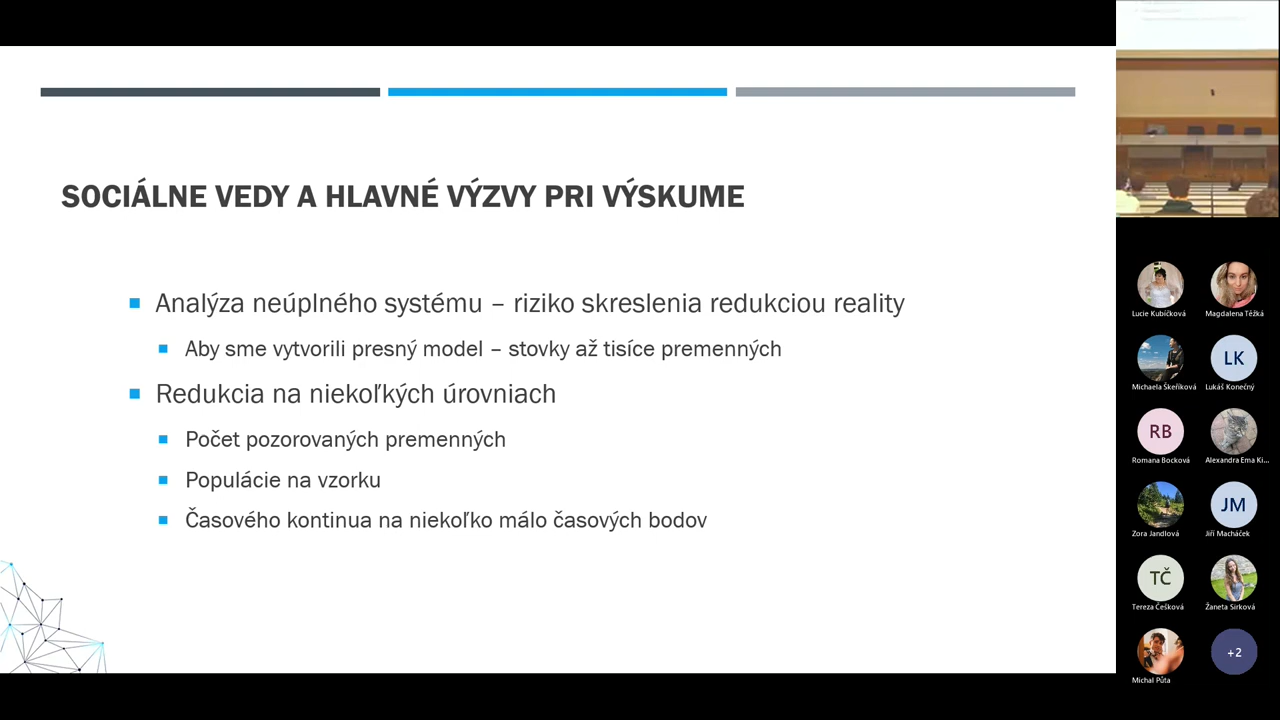 SOCIÁLNE VEDY A HLAVNÉ VÝZVY PRI VÝSKUME
Analýza neúplného systému – riziko skreslenia redukciou reality
Aby sme vytvorili presný model – stovky až tisíce premenných
Redukcia na niekoľkých úrovniach
Počet pozorovaných premenných
Populácie na vzorku
Časového kontinua na niekoľko málo časových bodov
Lucie Kubíčková
Magdalena Těžká
Michaela Škeříková
LK
Lukáš Konečný
RB
Romana Bocková
Alexandra Ema Ki...
Zora Jandlová
JM
Jiří Macháček
TČ
Tereza Češková
Žaneta Sirková
Michal Půta
+2